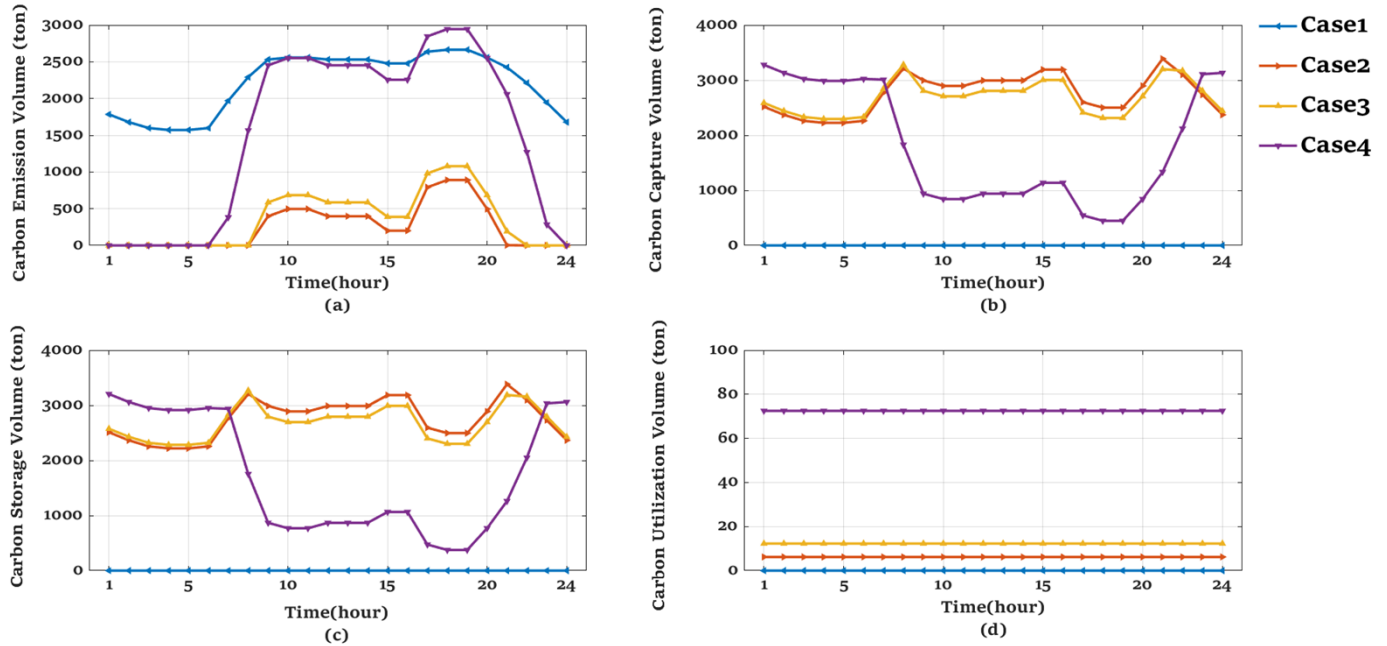 Carbon Emission Volume (ton)
3000
2500
2000
1500
1000
500
0
1 5 10 15 20 24
Time(hour)
(a)
Carbon Capture Volume (ton)
4000
3000
2000
1000
0
1 5 10 15 20 24
Time(hour)
(b)
Case1
Case2
Case3
Case4
Carbon Storage Volume (ton)
4000
3000
2000
1000
0
1 5 10 15 20 24
Time(hour)
(c)
Carbon Utilization Volume (ton)
100
80
60
40
20
0
1 5 10 15 20 24
Time(hour)
(d)